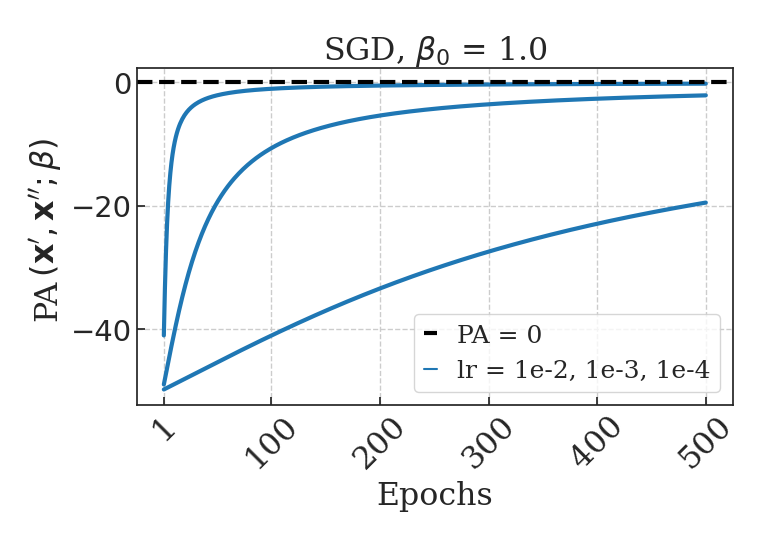 SGD, β₀ = 1.0
PA (x′, x″; β)
0
−20
−40
PA = 0
lr = 1e-2, 1e-3, 1e-4
1
100
200
300
400
500
Epochs